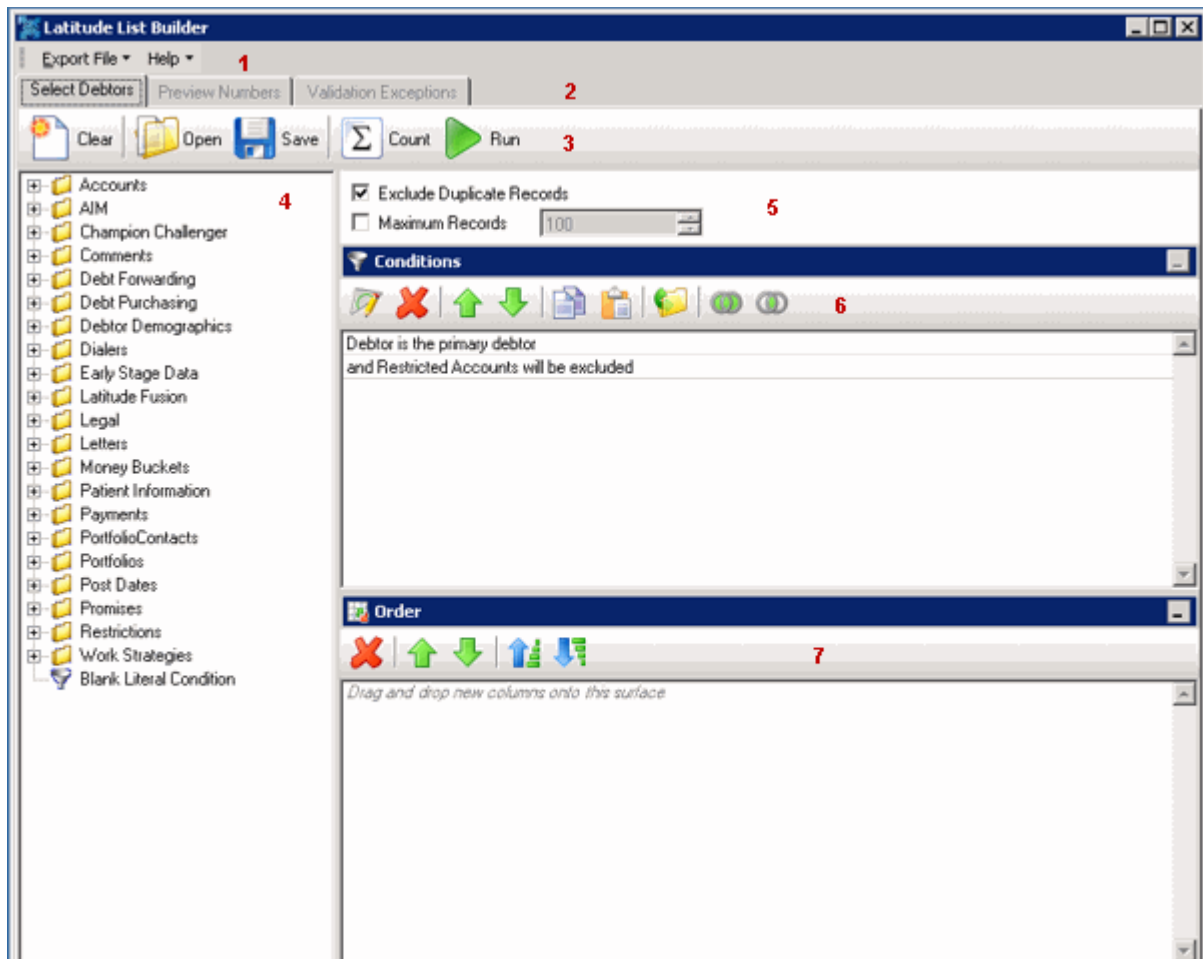 Latitude List Builder
Export File Help 1
Select Debtors Preview Numbers Validation Exceptions 2
Clear Open Save Σ Count Run 3
Accounts 4
AIM
Champion Challenger
Comments
Debt Forwarding
Debt Purchasing
Debtor Demographics
Dialers
Early Stage Data
Latitude Fusion
Legal
Letters
Money Buckets
Patient Information
Payments
PortfolioContacts
Portfolios
Post Dates
Promises
Restrictions
Work Strategies
Blank Literal Condition
Exclude Duplicate Records
Maximum Records 100 5
Conditions
6
Debtor is the primary debtor
and Restricted Accounts will be excluded
Order
7
Drag and drop new columns onto this surface